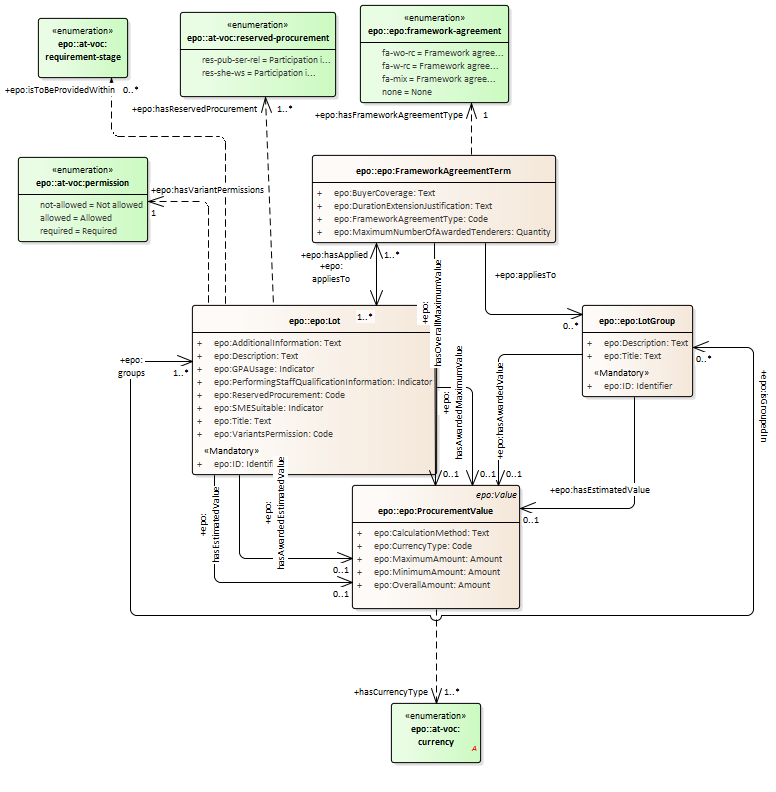 «enumeration»
epo::at-voc:
requirement-stage
«enumeration»
epo::at-voc:reserved-procurement
res-pub-ser-rel = Participation i...
res-she-ws = Participation i...
«enumeration»
epo::epo:framework-agreement
fa-wo-rc = Framework agree...
fa-w-rc = Framework agree...
fa-mix = Framework agree...
none = None
+epo:isToBeProvidedWithin 0..*
+epo:hasReservedProcurement 1..*
+epo:hasFrameworkAgreementType 1
«enumeration»
epo::at-voc:permission
not-allowed = Not allowed
allowed = Allowed
required = Required
+epo:hasVariantPermissions
1
epo::epo:FrameworkAgreementTerm
+ epo:BuyerCoverage: Text
+ epo:DurationExtensionJustification: Text
+ epo:FrameworkAgreementType: Code
+ epo:MaximumNumberOfAwardedTenderers: Quantity
+epo:hasApplied 1..*
+epo:
appliesTo
+epo:
hasOverallMaximumValue
+epo:appliesTo
0..*
epo::epo:Lot
1..*
+ epo:AdditionalInformation: Text
+ epo:Description: Text
+ epo:GPAUsage: Indicator
+ epo:PerformingStaffQualificationInformation: Indicator
+ epo:ReservedProcurement: Code
+ epo:SMESuitable: Indicator
+ epo:Title: Text
+ epo:VariantsPermission: Code
«Mandatory»
+ epo:ID: Identifi
epo::epo:LotGroup
+ epo:Description: Text
+ epo:Title: Text
«Mandatory»
+ epo:ID: Identifier
+epo:
groups
1..*
0..*
+epo:isGroupedIn
+epo:
hasAwardedMaximumValue
+epo:hasAwardedValue
0..1
0..1
0..1
+epo:hasEstimatedValue
0..1
+epo:
hasEstimatedValue
+epo:
hasAwardedEstimatedValue
0..1
0..1
epo:Value
epo::epo:ProcurementValue
+ epo:CalculationMethod: Text
+ epo:CurrencyType: Code
+ epo:MaximumAmount: Amount
+ epo:MinimumAmount: Amount
+ epo:OverallAmount: Amount
+hasCurrencyType 1..*
«enumeration»
epo::at-voc:
currency
A